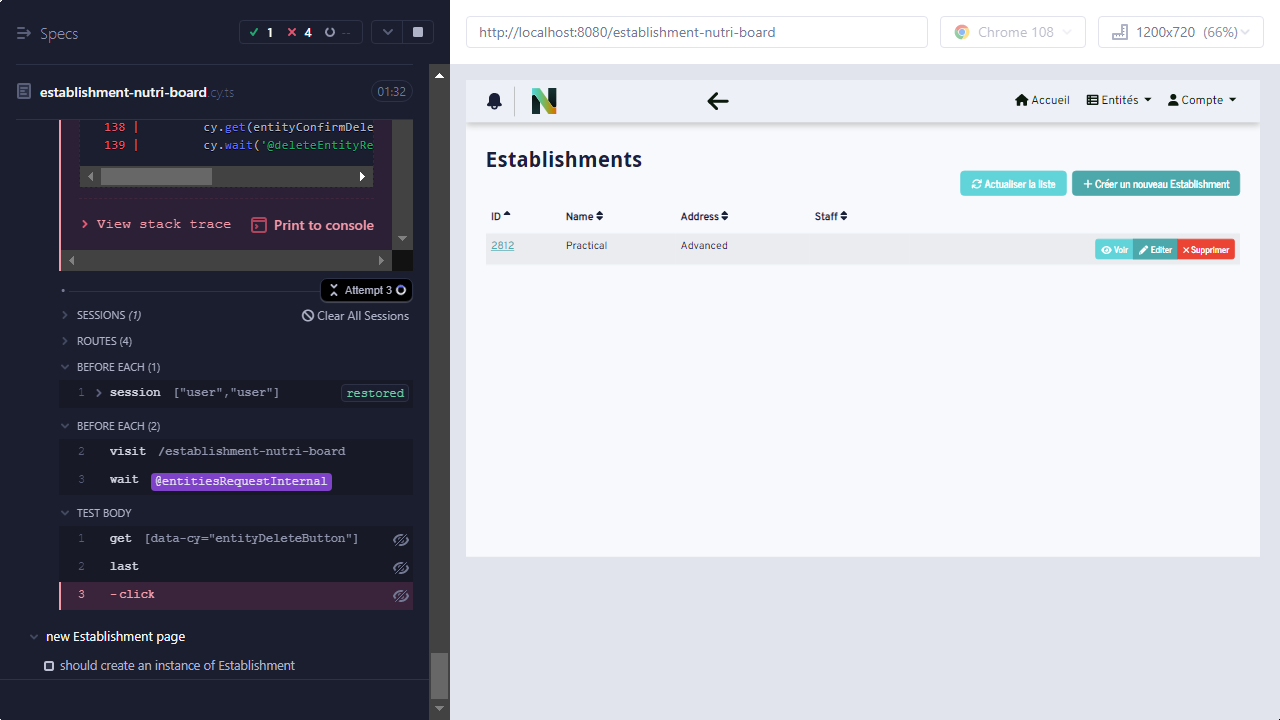 Specs
1 4 --
establishment-nutri-board.cy.ts 01:32
138 | cy.get(entityConfirmDele
139 | cy.wait('@deleteEntityRe
View stack trace Print to console
Attempt 3
SESSIONS (1) Clear All Sessions
ROUTES (4)
BEFORE EACH (1)
1 session ["user","user"] restored
BEFORE EACH (2)
2 visit /establishment-nutri-board
3 wait @entitiesRequestInternal
TEST BODY
1 get [data-cy="entityDeleteButton"]
2 last
3 -click
new Establishment page
should create an instance of Establishment
http://localhost:8080/establishment-nutri-board
Chrome 108
1200x720 (66%)
Accueil Entités Compte
Establishments
Actualiser la liste + Créer un nouveau Establishment
ID Name Address Staff
2812 Practical Advanced Voir Editer Supprimer